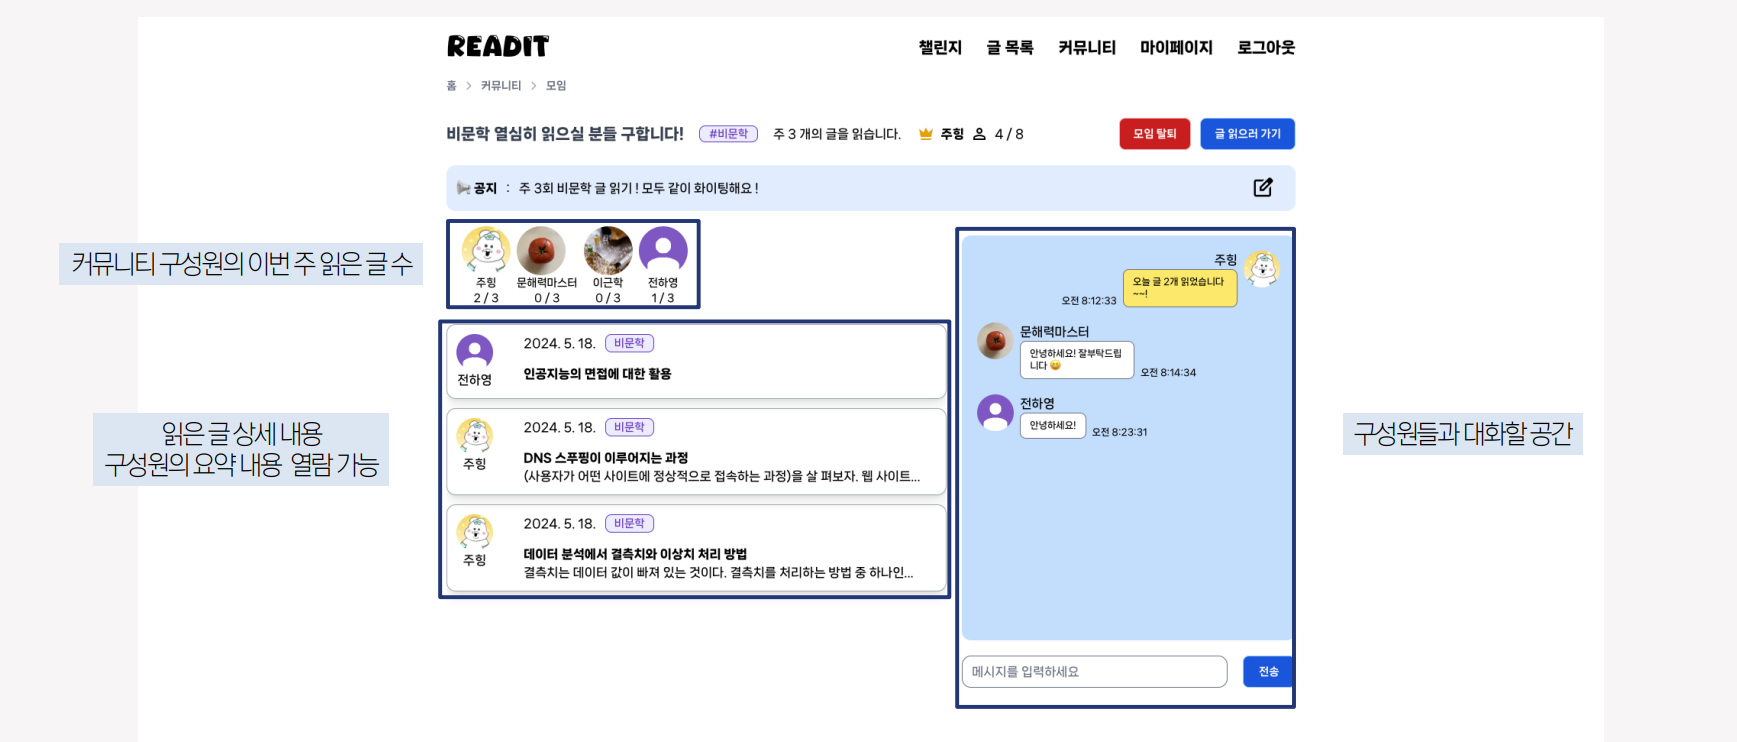 READIT
챌린지 글 목록 커뮤니티 마이페이지 로그아웃
홈 > 커뮤니티 > 모임
비문학 열심히 읽으실 분들 구합니다! #비문학 주 3 개의 글을 읽습니다. 주헝 4 / 8
모임 탈퇴 글 읽으러 가기
공지 : 주 3회 비문학 글 읽기 ! 모두 같이 화이팅해요 !
커뮤니티 구성원의 이번 주 읽은 글 수
주헝 문해력마스터 이근학 전하영
2 / 3 0 / 3 0 / 3 1 / 3
읽은 글 상세 내용
구성원의 요약 내용 열람 가능
전하영
2024. 5. 18. 비문학
인공지능의 면접에 대한 활용
주헝
2024. 5. 18. 비문학
DNS 스푸핑이 이루어지는 과정
(사용자가 어떤 사이트에 정상적으로 접속하는 과정)을 살 펴보자. 웹 사이트...
주헝
2024. 5. 18. 비문학
데이터 분석에서 결측치와 이상치 처리 방법
결측치는 데이터 값이 빠져 있는 것이다. 결측치를 처리하는 방법 중 하나인...
주헝
오늘 글 2개 읽었습니다
~~!
오전 8:12:33
문해력마스터
안녕하세요! 잘부탁드립
니다 😄
오전 8:14:34
전하영
안녕하세요!
오전 8:23:31
메시지를 입력하세요
전송
구성원들과 대화할 공간